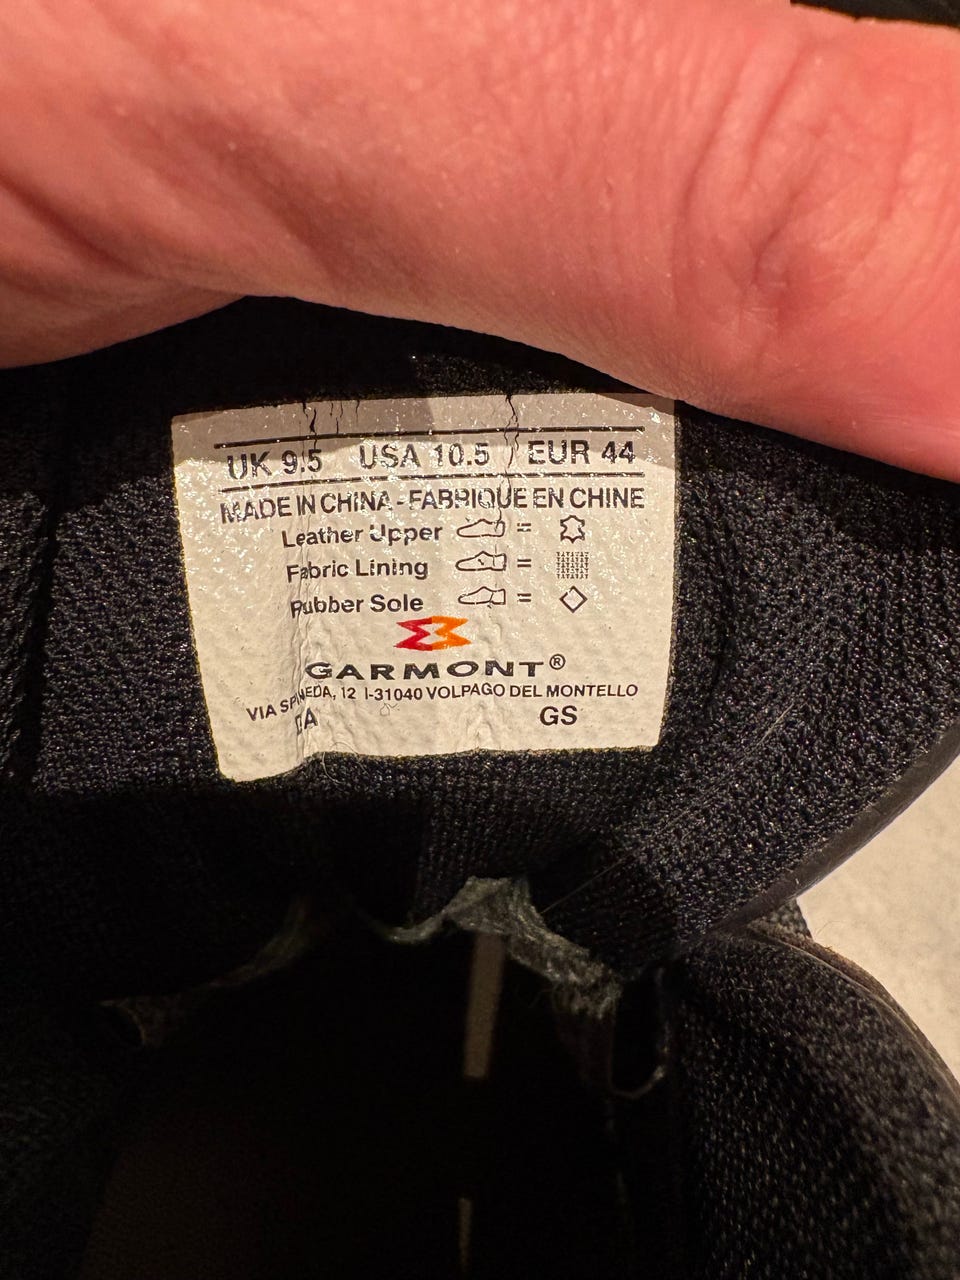 UK 9.5 USA 10.5 EUR 44
MADE IN CHINA - FABRIQUE EN CHINE
Leather Upper =
Fabric Lining =
Rubber Sole =
GARMONT®
VIA SPINEDA, 12 I-31040 VOLPAGO DEL MONTELLO
GS